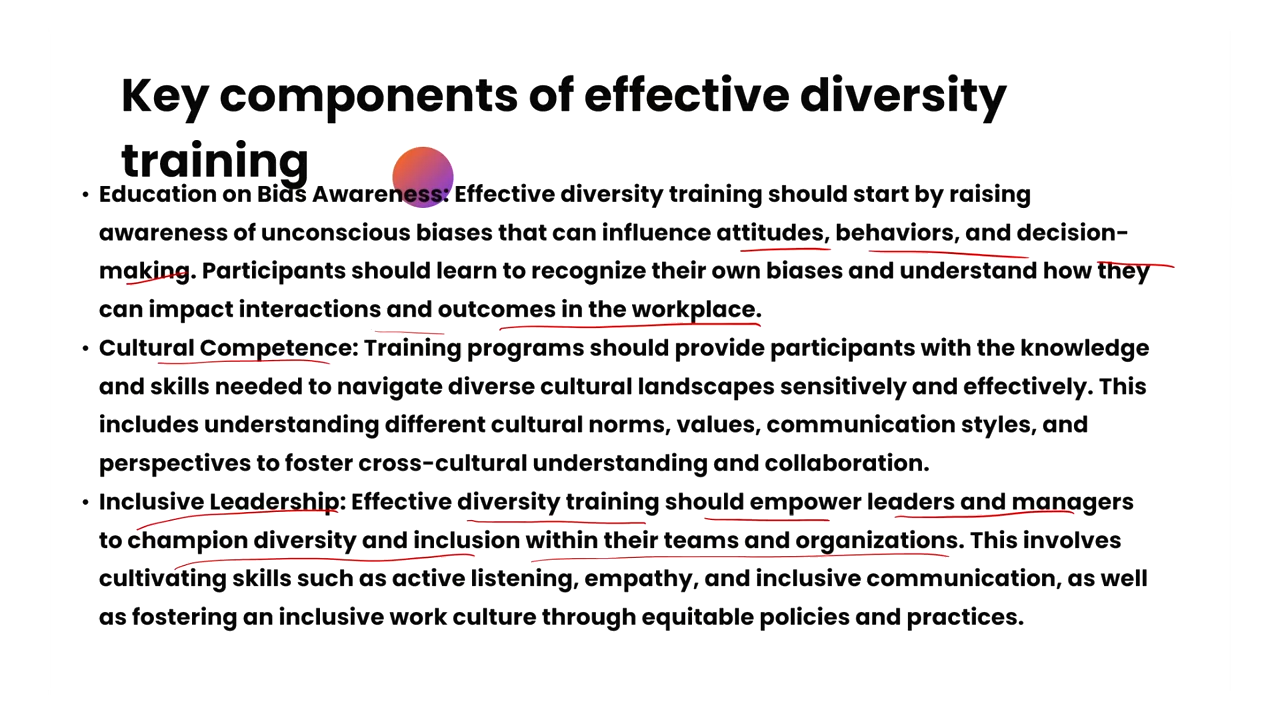 Key components of effective diversity
training
• Education on Bias Awareness: Effective diversity training should start by raising
awareness of unconscious biases that can influence attitudes, behaviors, and decision-
making. Participants should learn to recognize their own biases and understand how they
can impact interactions and outcomes in the workplace.
• Cultural Competence: Training programs should provide participants with the knowledge
and skills needed to navigate diverse cultural landscapes sensitively and effectively. This
includes understanding different cultural norms, values, communication styles, and
perspectives to foster cross-cultural understanding and collaboration.
• Inclusive Leadership: Effective diversity training should empower leaders and managers
to champion diversity and inclusion within their teams and organizations. This involves
cultivating skills such as active listening, empathy, and inclusive communication, as well
as fostering an inclusive work culture through equitable policies and practices.